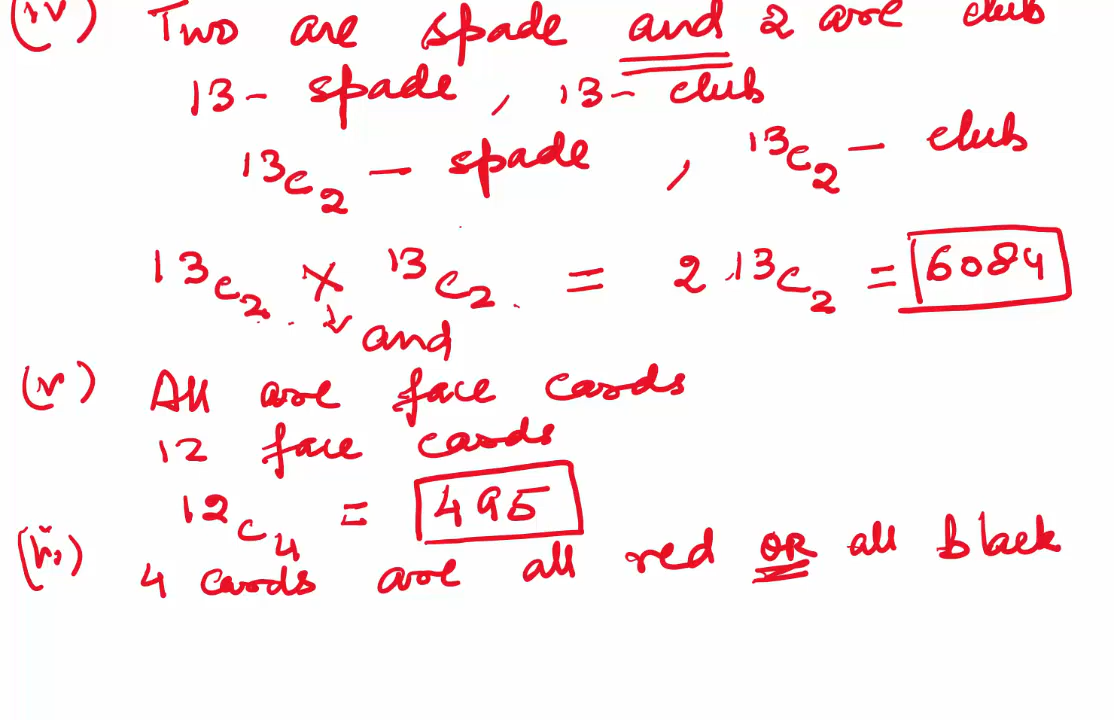 (iv) Two are spade and 2 are club
13 - spade , 13 - club
¹³C₂ - spade , ¹³C₂ - club
¹³C₂ × ¹³C₂ = 2 . ¹³C₂ = 6084
and
(v) All are face cards
12 face cards
¹²C₄ = 495
4 cards are all red OR all black